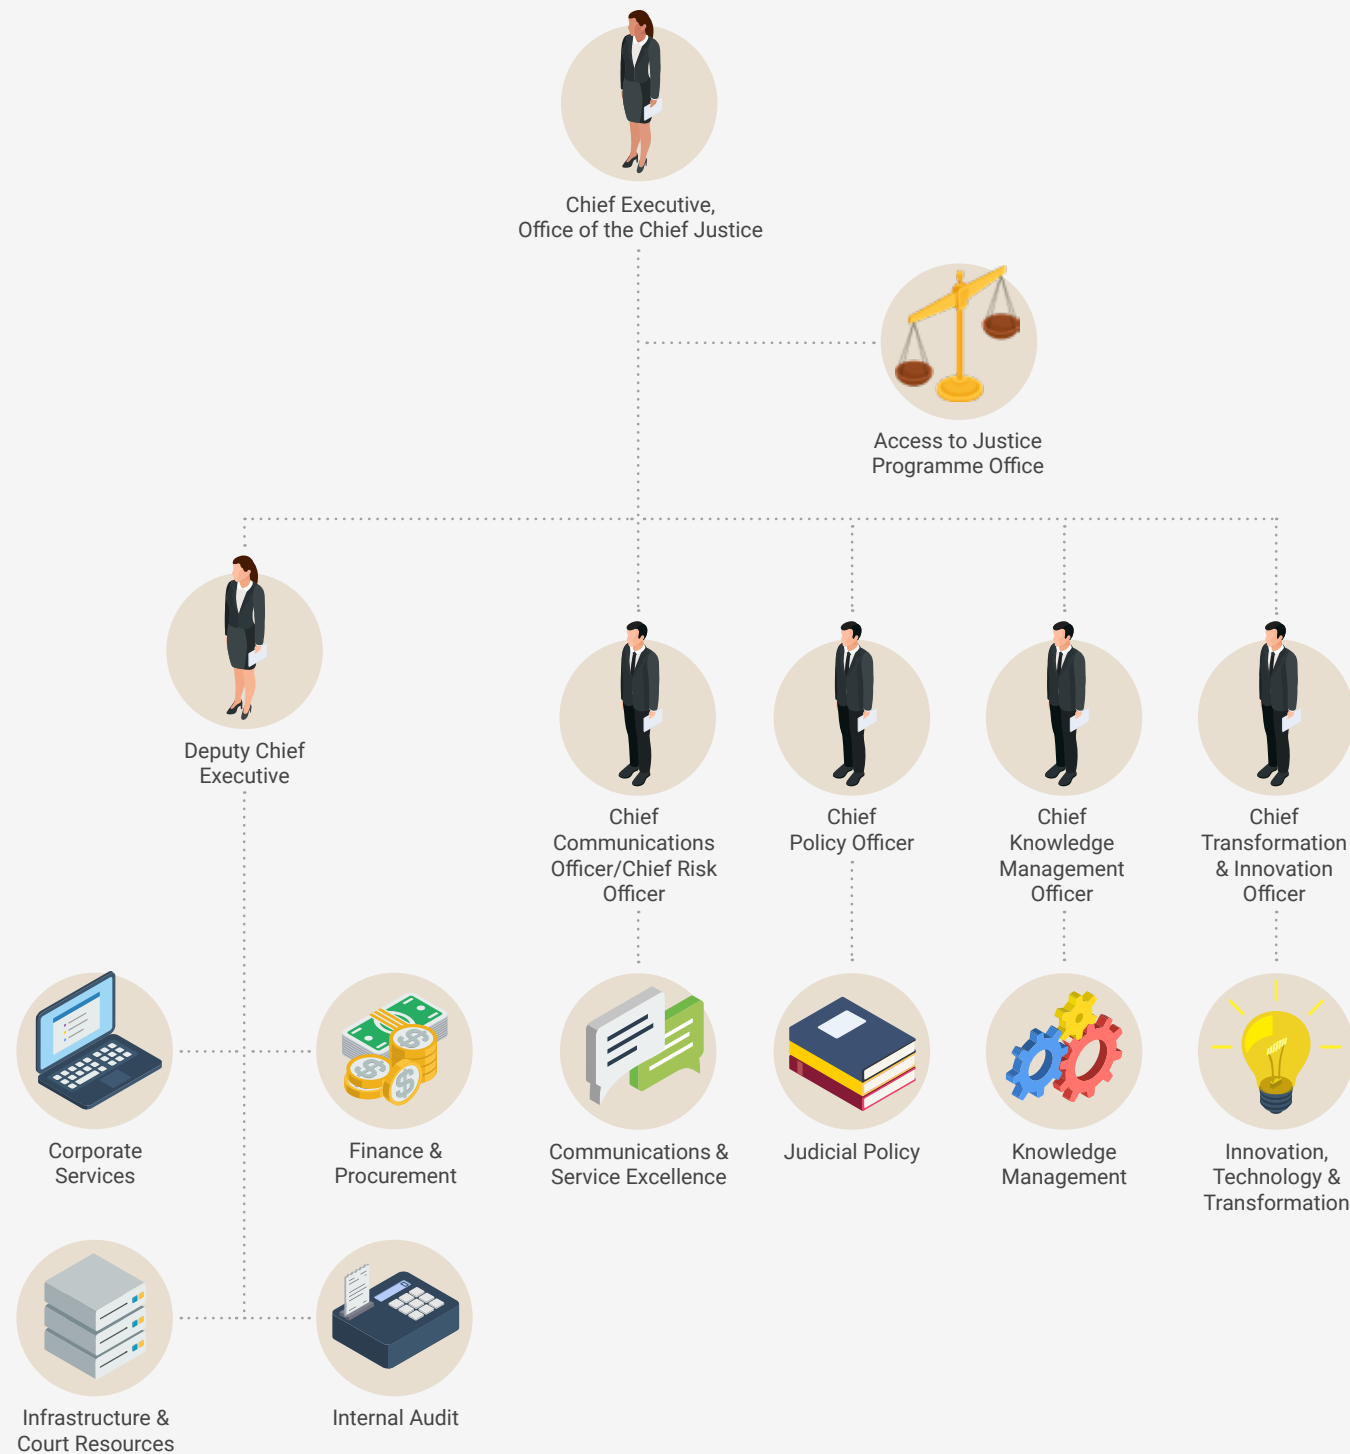 Chief Executive,
Office of the Chief Justice
Access to Justice
Programme Office
Deputy Chief
Executive
Chief
Communications
Officer/Chief Risk
Officer
Chief
Policy Officer
Chief
Knowledge
Management
Officer
Chief
Transformation
& Innovation
Officer
Corporate
Services
Finance &
Procurement
Communications &
Service Excellence
Judicial Policy
Knowledge
Management
Innovation,
Technology &
Transformation
Infrastructure &
Court Resources
Internal Audit